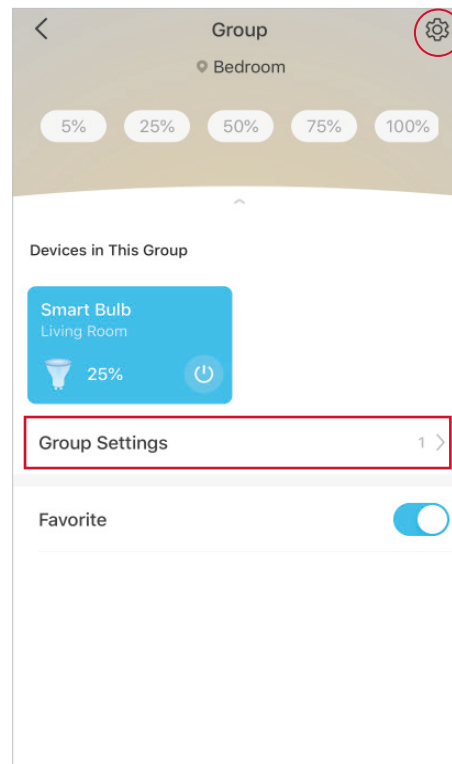 Group
Bedroom
5% 25% 50% 75% 100%
Devices in This Group
Smart Bulb
Living Room
25%
Group Settings 1
Favorite